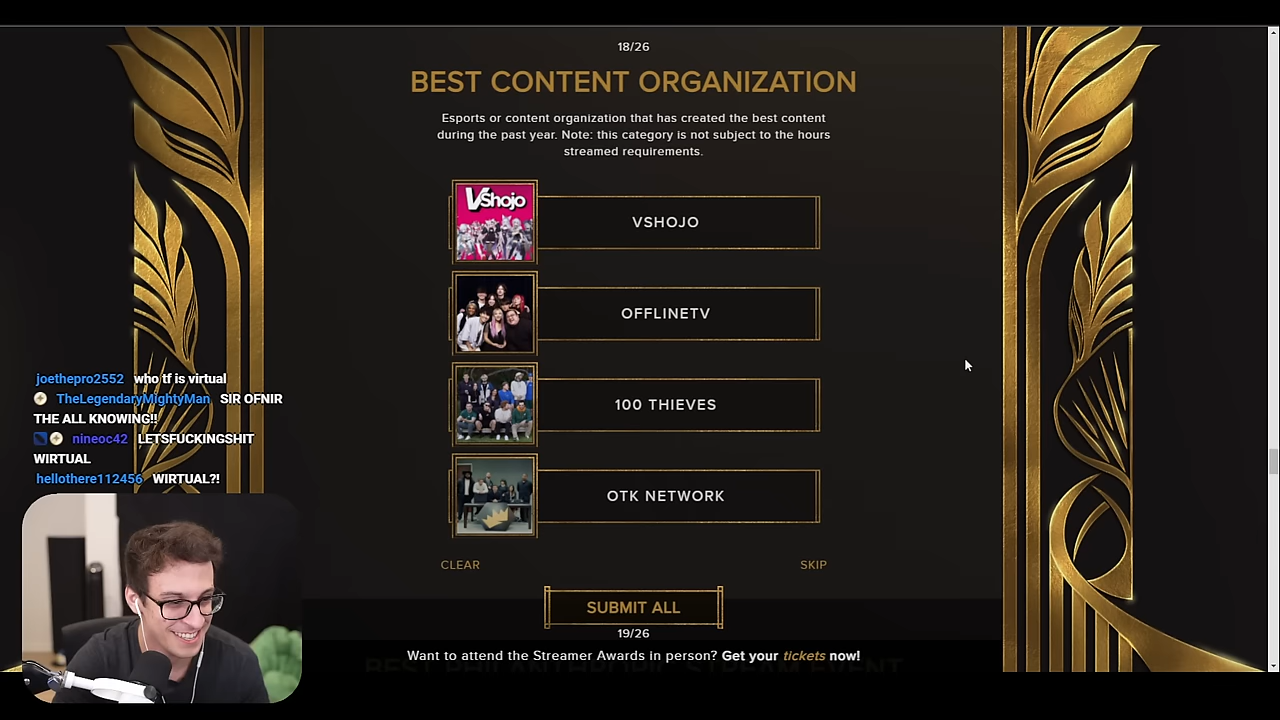 18/26
BEST CONTENT ORGANIZATION
Esports or content organization that has created the best content
during the past year. Note: this category is not subject to the hours
streamed requirements.
Vshojo
VSHOJO
OFFLINETV
100 THIEVES
OTK NETWORK
CLEAR
SKIP
SUBMIT ALL
19/26
Want to attend the Streamer Awards in person? Get your tickets now!
joethepro2552 who tf is virtual
TheLegendaryMightyMan SIR OFNIR
THE ALL KNOWING!!
nineoc42 LETSFUCKINGSHIT
WIRTUAL
hellothere112456 WIRTUAL?!